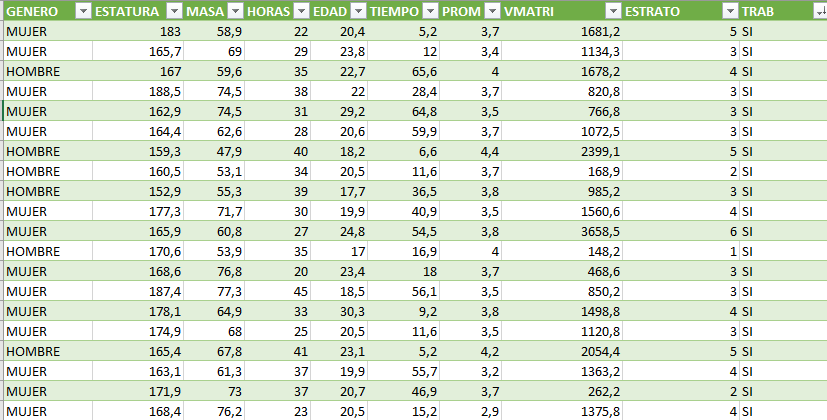 GENERO ESTATURA MASA HORAS EDAD TIEMPO PROM VMATRI ESTRATO TRAB
MUJER 183 58,9 22 20,4 5,2 3,7 1681,2 5 SI
MUJER 165,7 69 29 23,8 12 3,4 1134,3 3 SI
HOMBRE 167 59,6 35 22,7 65,6 4 1678,2 4 SI
MUJER 188,5 74,5 38 22 28,4 3,7 820,8 3 SI
MUJER 162,9 74,5 31 29,2 64,8 3,5 766,8 3 SI
MUJER 164,4 62,6 28 20,6 59,9 3,7 1072,5 3 SI
HOMBRE 159,3 47,9 40 18,2 6,6 4,4 2399,1 5 SI
HOMBRE 160,5 53,1 34 20,5 11,6 3,7 168,9 2 SI
HOMBRE 152,9 55,3 39 17,7 36,5 3,8 985,2 3 SI
MUJER 177,3 71,7 30 19,9 40,9 3,5 1560,6 4 SI
MUJER 165,9 60,8 27 24,8 54,5 3,8 3658,5 6 SI
HOMBRE 170,6 53,9 35 17 16,9 4 148,2 1 SI
MUJER 168,6 76,8 20 23,4 18 3,7 468,6 3 SI
MUJER 187,4 77,3 45 18,5 56,1 3,5 850,2 3 SI
MUJER 178,1 64,9 33 30,3 9,2 3,8 1498,8 4 SI
MUJER 174,9 68 25 20,5 11,6 3,5 1120,8 3 SI
HOMBRE 165,4 67,8 41 23,1 5,2 4,2 2054,4 5 SI
MUJER 163,1 61,3 37 19,9 55,7 3,2 1363,2 4 SI
MUJER 171,9 73 37 20,7 46,9 3,7 262,2 2 SI
MUJER 168,4 76,2 23 20,5 15,2 2,9 1375,8 4 SI